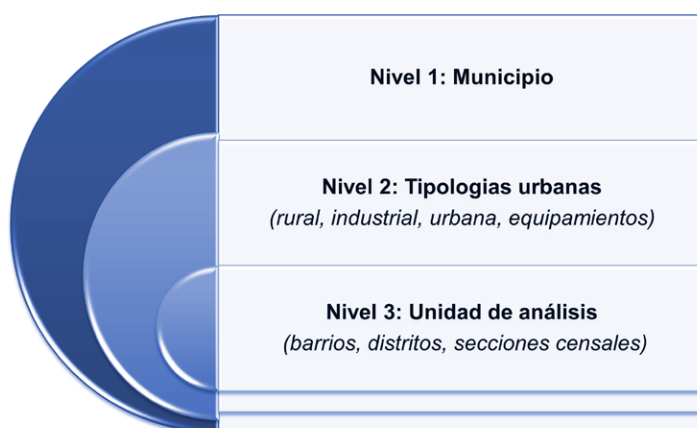 Nivel 1: Municipio
Nivel 2: Tipologias urbanas
(rural, industrial, urbana, equipamientos)
Nivel 3: Unidad de análisis
(barrios, distritos, secciones censales)